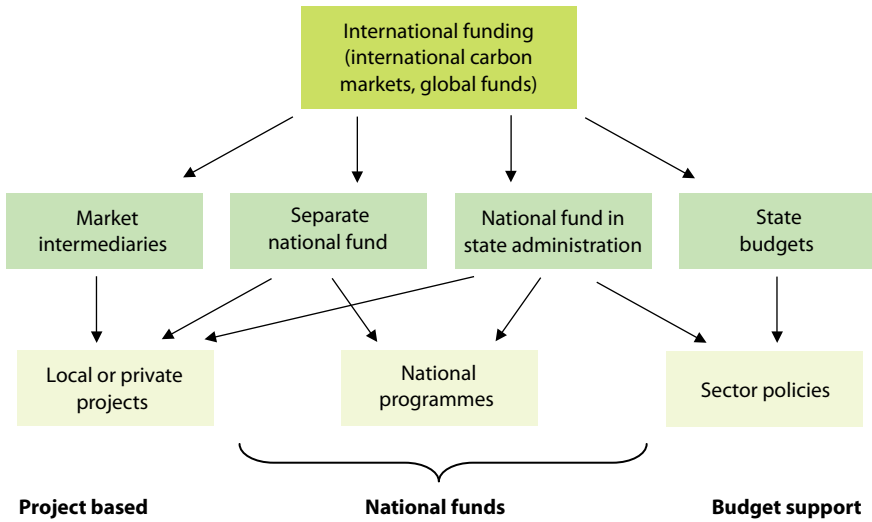 International funding
(international carbon
markets, global funds)
Market
intermediaries
Separate
national fund
National fund in
state administration
State
budgets
Local or private
projects
National
programmes
Sector policies
Project based
National funds
Budget support